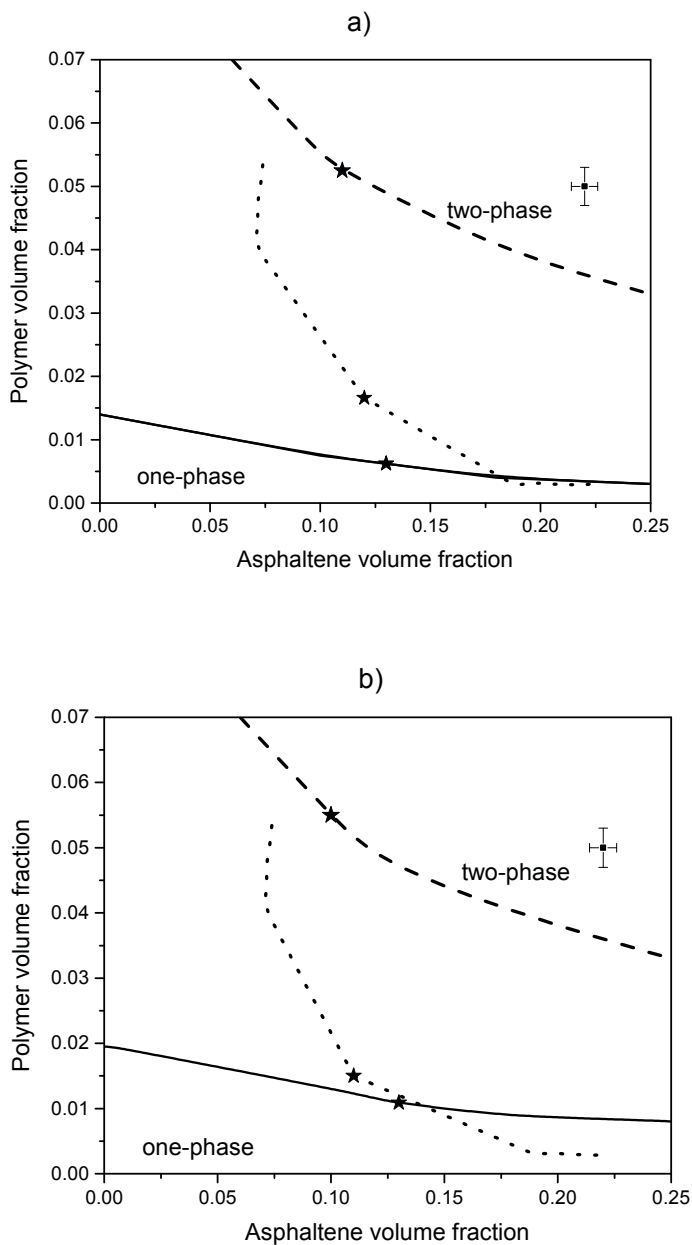 a)
0.07
0.06
0.05
0.04
0.03
0.02
0.01
0.00
Polymer volume fraction
two-phase
one-phase
0.00 0.05 0.10 0.15 0.20 0.25
Asphaltene volume fraction
b)
0.07
0.06
0.05
0.04
0.03
0.02
0.01
0.00
Polymer volume fraction
two-phase
one-phase
0.00 0.05 0.10 0.15 0.20 0.25
Asphaltene volume fraction